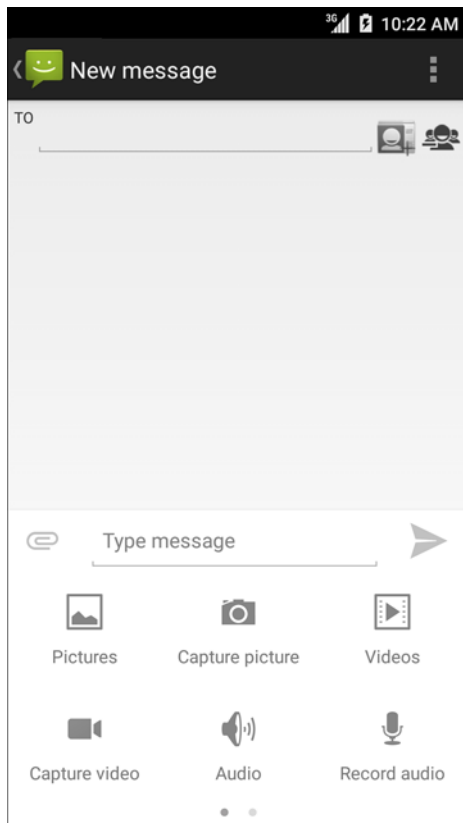 3G 10:22 AM
New message
TO
Type message
Pictures Capture picture Videos
Capture video Audio Record audio